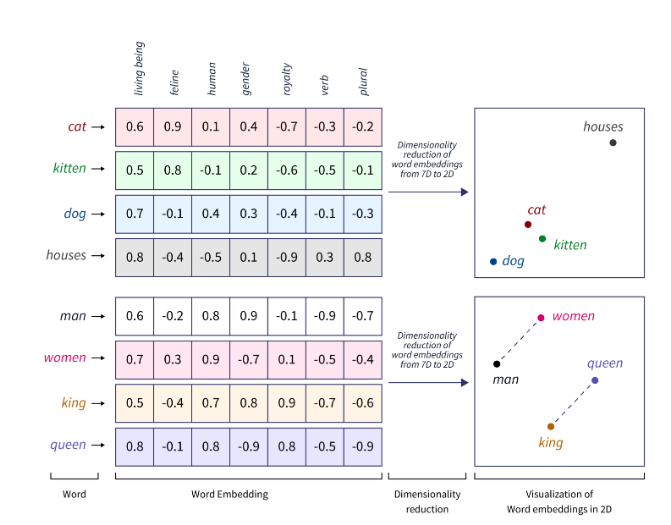 living being feline human gender royalty verb plural
cat 0.6 0.9 0.1 0.4 -0.7 -0.3 -0.2
kitten 0.5 0.8 -0.1 0.2 -0.6 -0.5 -0.1
dog 0.7 -0.1 0.4 0.3 -0.4 -0.1 -0.3
houses 0.8 -0.4 -0.5 0.1 -0.9 0.3 0.8
Dimensionality
reduction of
word embeddings
from 7D to 2D
houses
cat
kitten
dog
man 0.6 -0.2 0.8 0.9 -0.1 -0.9 -0.7
women 0.7 0.3 0.9 -0.7 0.1 -0.5 -0.4
king 0.5 -0.4 0.7 0.8 0.9 -0.7 -0.6
queen 0.8 -0.1 0.8 -0.9 0.8 -0.5 -0.9
Dimensionality
reduction of
word embeddings
from 7D to 2D
women
queen
man
king
Word
Word Embedding
Dimensionality
reduction
Visualization of
Word embeddings in 2D